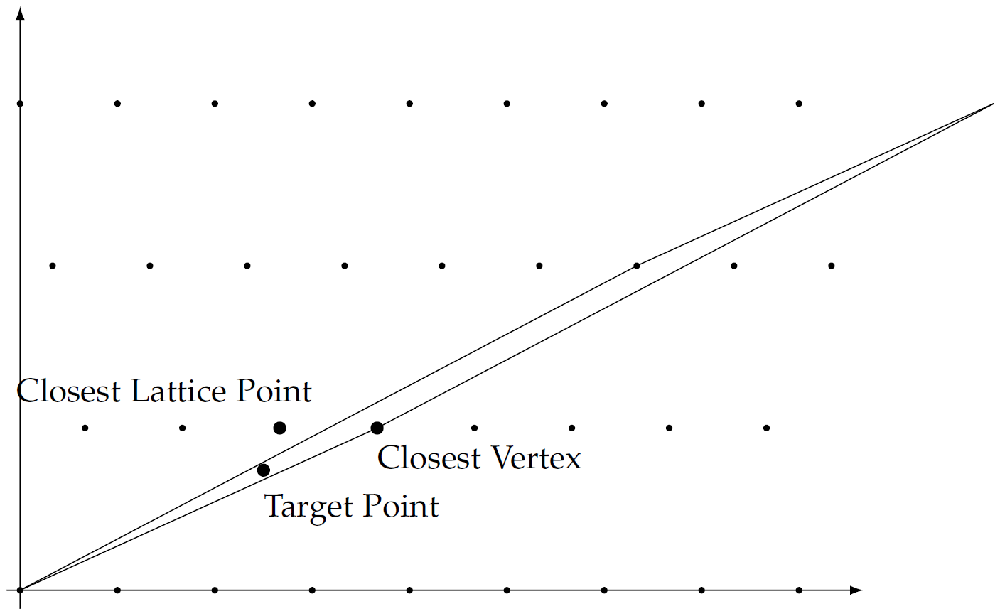 Closest Lattice Point
Closest Vertex
Target Point